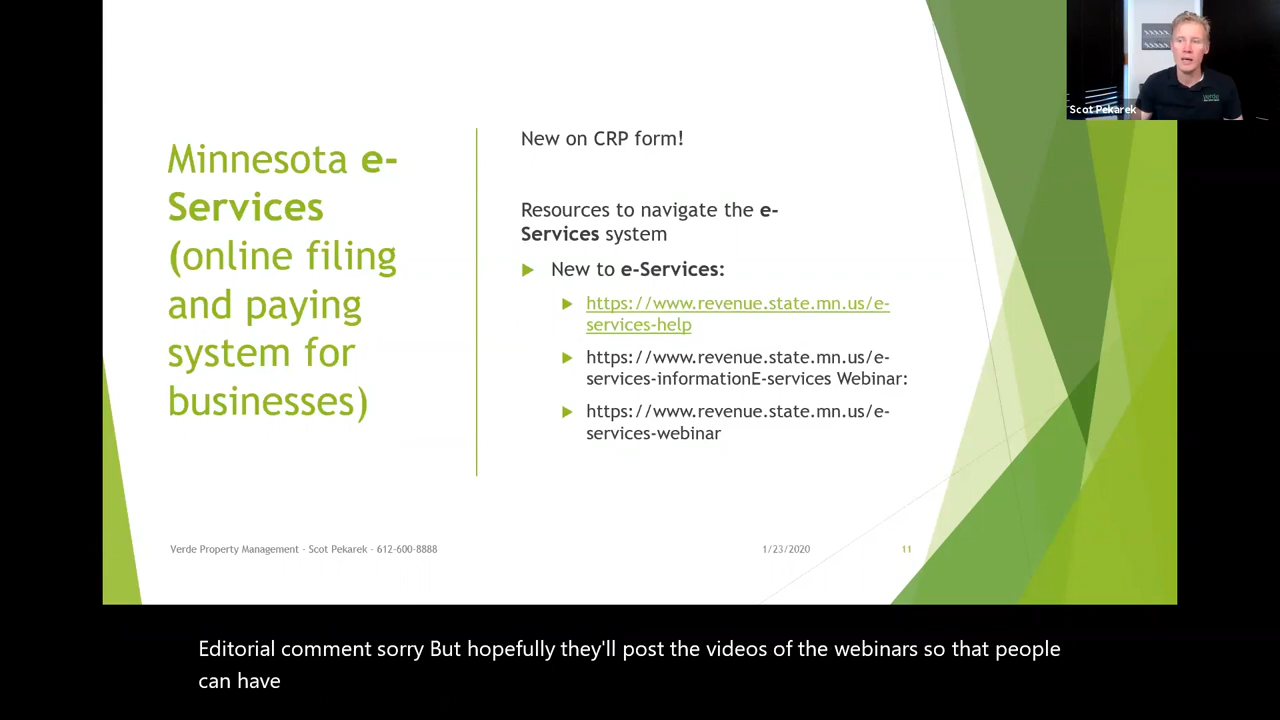 Minnesota e-
Services
(online filing
and paying
system for
businesses)
New on CRP form!
Resources to navigate the e-
Services system
New to e-Services:
https://www.revenue.state.mn.us/e-
services-help
https://www.revenue.state.mn.us/e-
services-informationE-services Webinar:
https://www.revenue.state.mn.us/e-
services-webinar
Verde Property Management - Scot Pekarek - 612-600-8888
1/23/2020
11
Scot Pekarek
verde
Editorial comment sorry But hopefully they'll post the videos of the webinars so that people
can have